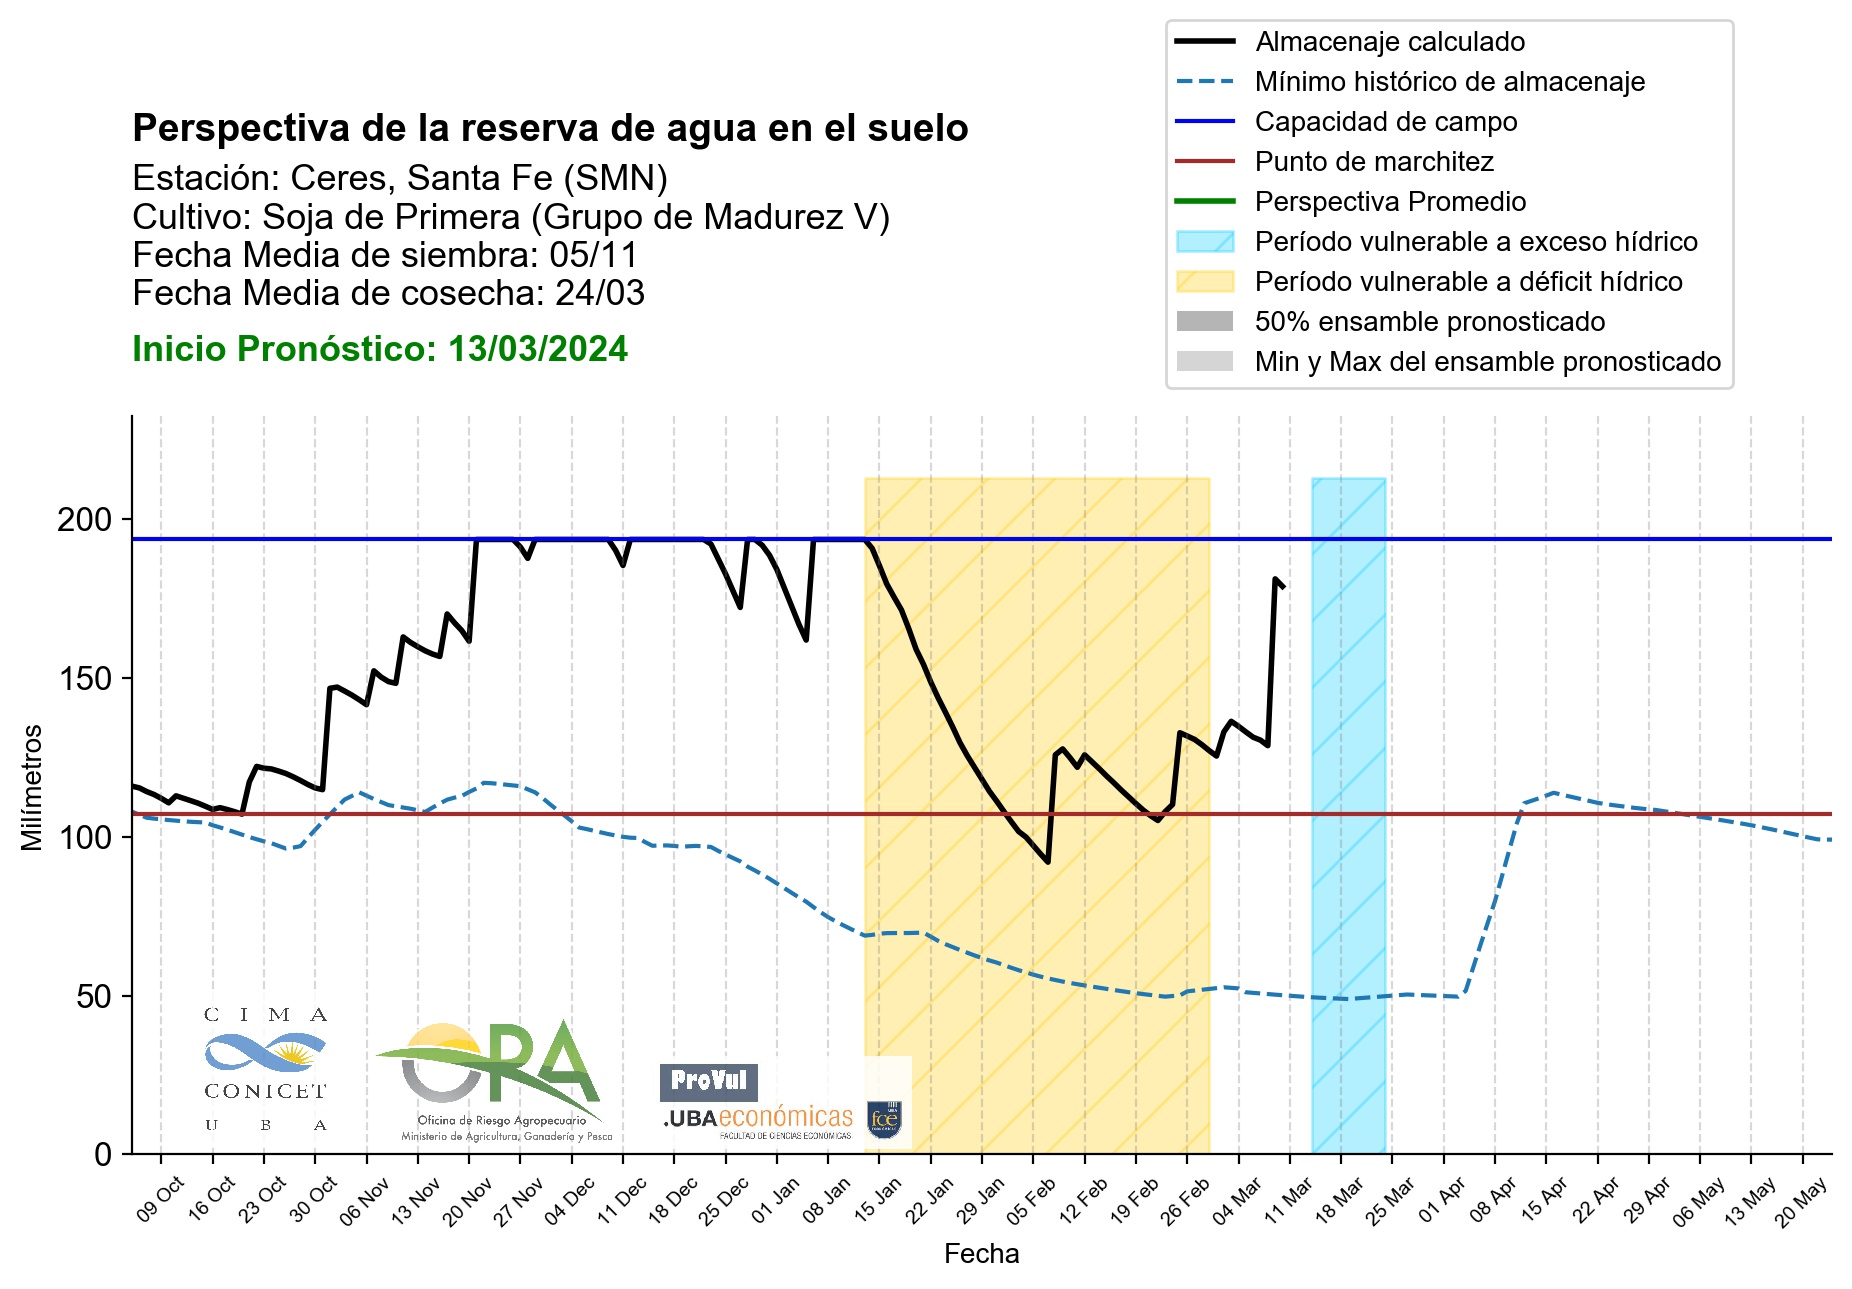 Almacenaje calculado
Mínimo histórico de almacenaje
Capacidad de campo
Punto de marchitez
Perspectiva Promedio
Período vulnerable a exceso hídrico
Período vulnerable a déficit hídrico
50% ensamble pronosticado
Min y Max del ensamble pronosticado
Perspectiva de la reserva de agua en el suelo
Estación: Ceres, Santa Fe (SMN)
Cultivo: Soja de Primera (Grupo de Madurez V)
Fecha Media de siembra: 05/11
Fecha Media de cosecha: 24/03
Inicio Pronóstico: 13/03/2024
Milímetros
200
150
100
50
0
CIMA
CONICET
UBA
OPA
Oficina de Riesgo Agropecuario
Ministerio de Agricultura, Ganadería y Pesca
ProVul
.UBAeconómicas
FACULTAD DE CIENCIAS ECONÓMICAS
UBA
fce
09 Oct
16 Oct
23 Oct
30 Oct
06 Nov
13 Nov
20 Nov
27 Nov
04 Dec
11 Dec
18 Dec
25 Dec
01 Jan
08 Jan
15 Jan
22 Jan
29 Jan
05 Feb
12 Feb
19 Feb
26 Feb
04 Mar
11 Mar
18 Mar
25 Mar
01 Apr
08 Apr
15 Apr
22 Apr
29 Apr
06 May
13 May
20 May
Fecha